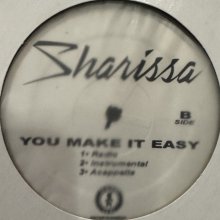 Sharissa
B
SIDE
YOU MAKE IT EASY
1• Radio
2• Instrumental
3• Acappella